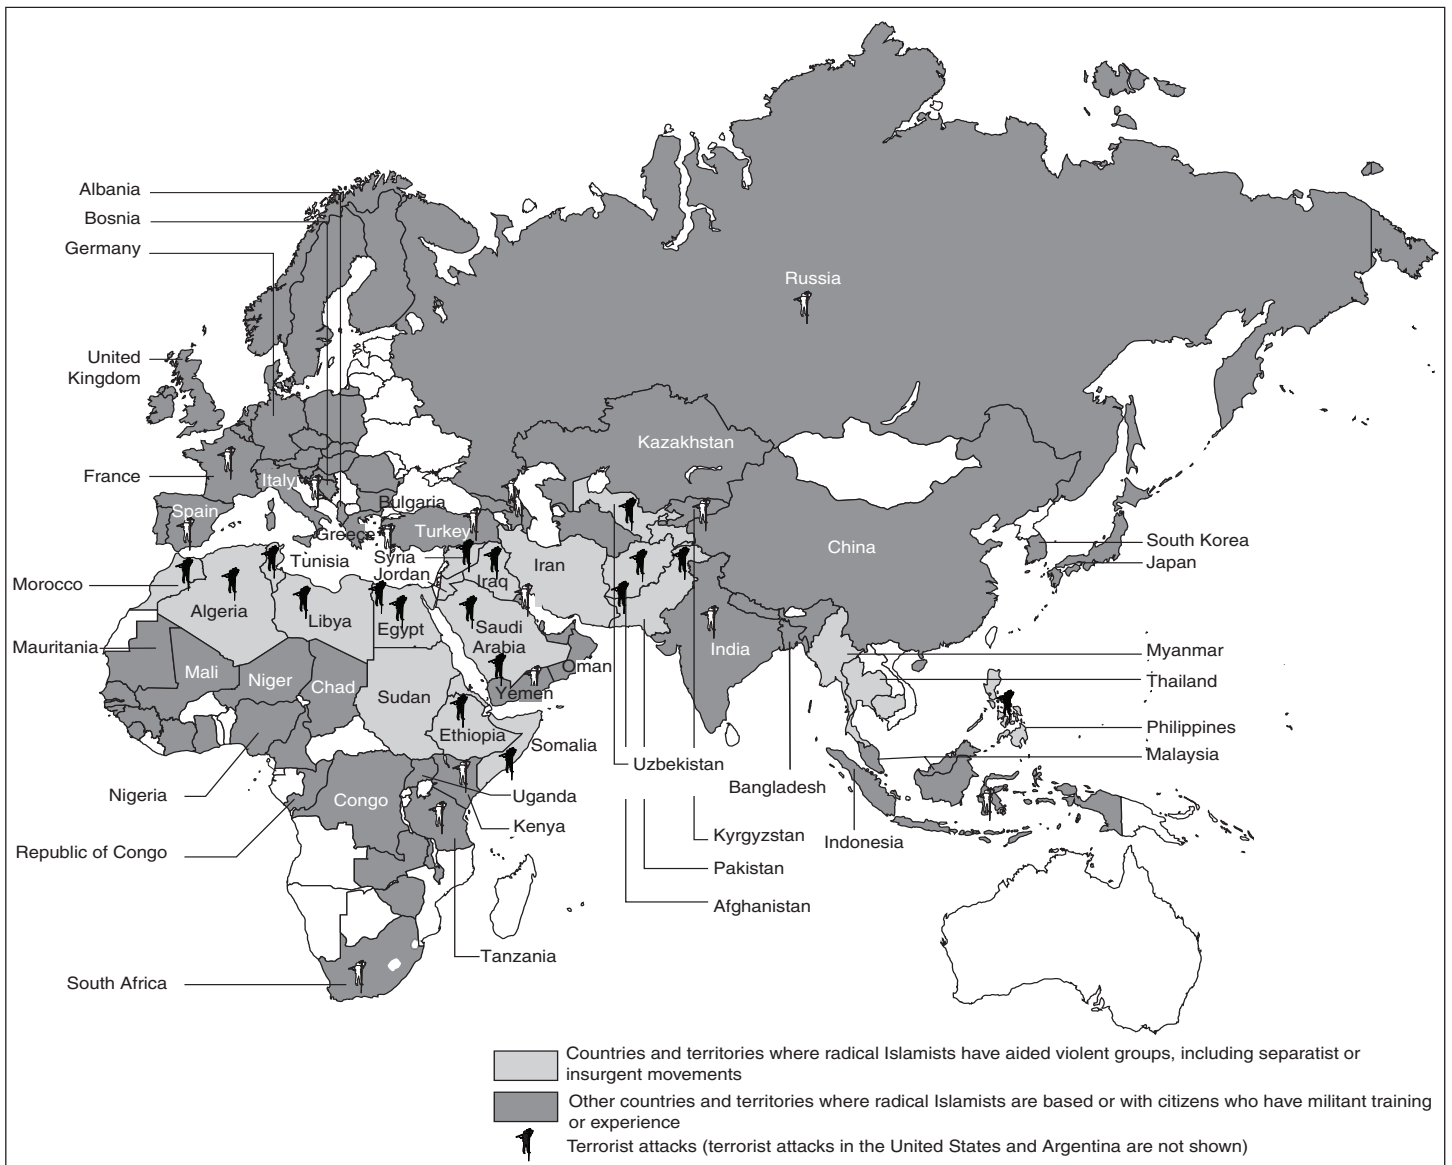 Albania
Bosnia
Germany
Russia
United
Kingdom
Kazakhstan
France
Italy
Bulgaria
Spain
Turkey
Greece
China
South Korea
Japan
Tunisia
Syria
Iran
Jordan
Morocco
Iraq
Algeria
Libya
Egypt
Saudi
Arabia
Mauritania
India
Myanmar
Mali
Oman
Niger
Chad
Thailand
Sudan
Yemen
Philippines
Ethiopia
Somalia
Malaysia
Uzbekistan
Bangladesh
Nigeria
Congo
Uganda
Kenya
Kyrgyzstan
Indonesia
Republic of Congo
Pakistan
Afghanistan
Tanzania
South Africa
Countries and territories where radical Islamists have aided violent groups, including separatist or
insurgent movements
Other countries and territories where radical Islamists are based or with citizens who have militant training
or experience
Terrorist attacks (terrorist attacks in the United States and Argentina are not shown)